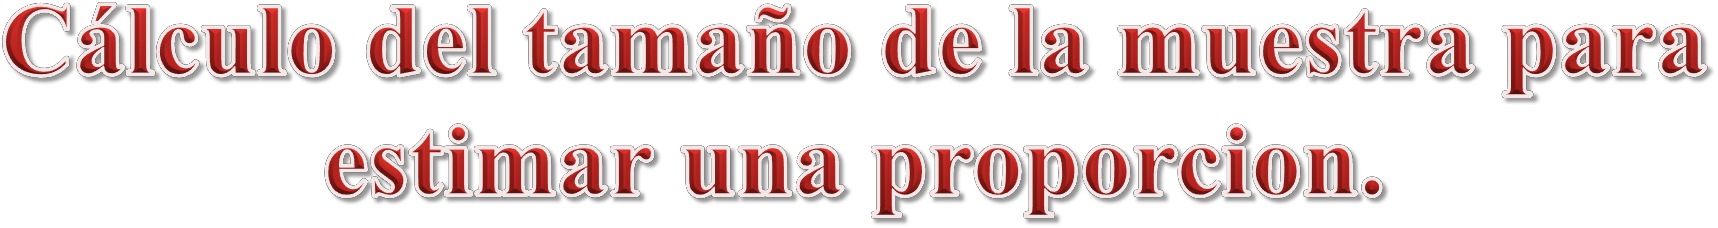 Cálculo del tamaño de la muestra para
estimar una proporcion.